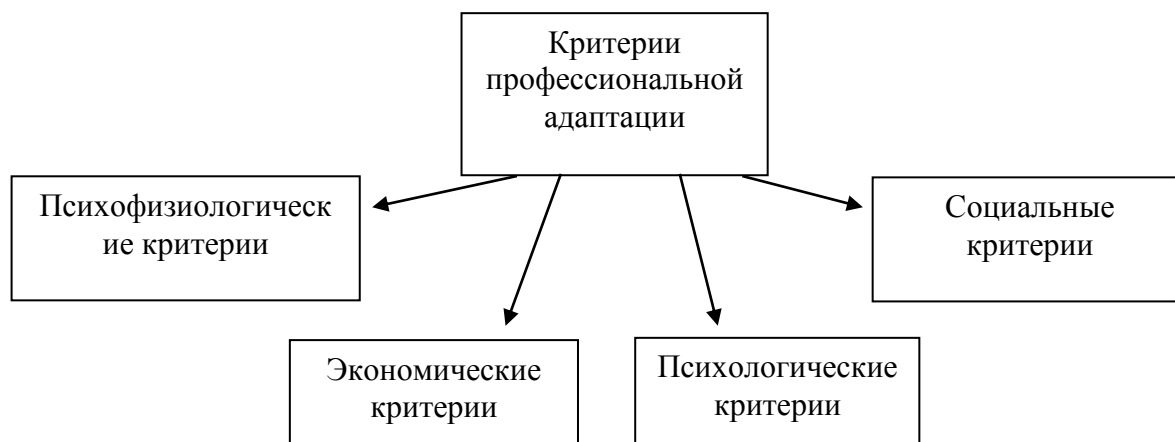 Критерии
профессиональной
адаптации
Психофизиологическ
ие критерии
Социальные
критерии
Экономические
критерии
Психологические
критерии